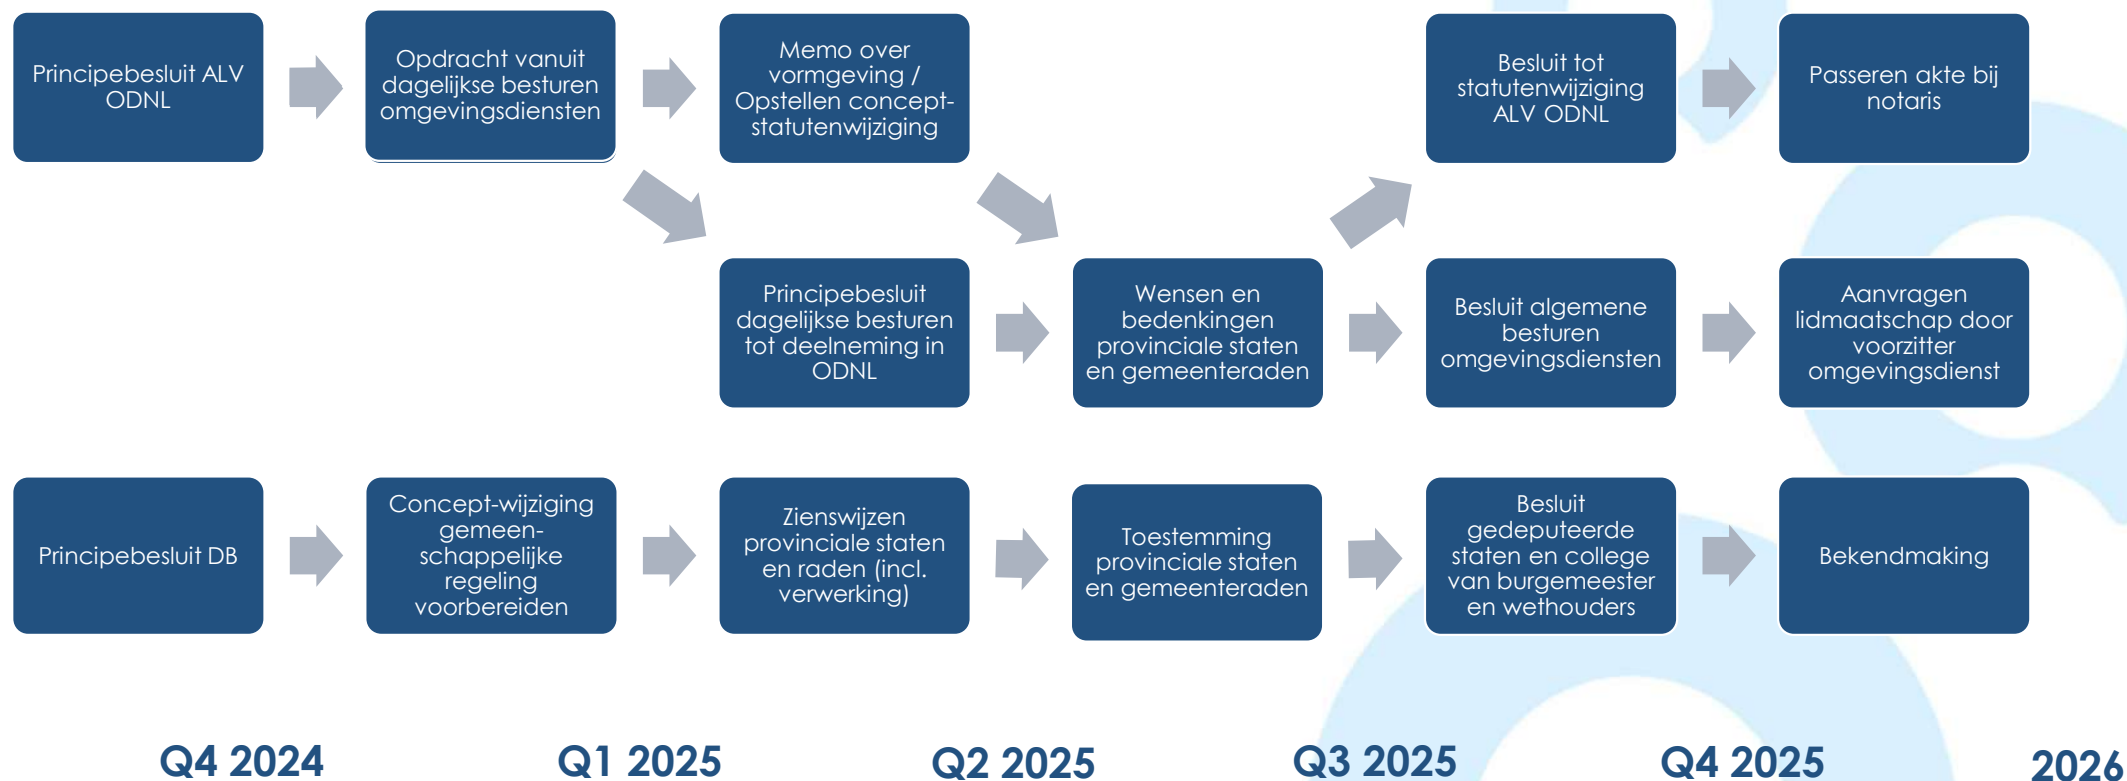 Principebesluit ALV
ODNL
Opdracht vanuit
dagelijkse besturen
omgevingsdiensten
Memo over
vormgeving /
Opstellen concept-
statutenwijziging
Besluit tot
statutenwijziging
ALV ODNL
Passeren akte bij
notaris
Principebesluit
dagelijkse besturen
tot deelneming in
ODNL
Wensen en
bedenkingen
provinciale staten
en gemeenteraden
Besluit algemene
besturen
omgevingsdiensten
Aanvragen
lidmaatschap door
voorzitter
omgevingsdienst
Principebesluit DB
Concept-wijziging
gemeen-
schappelijke
regeling
voorbereiden
Zienswijzen
provinciale staten
en raden (incl.
verwerking)
Toestemming
provinciale staten
en gemeenteraden
Besluit
gedeputeerde
staten en college
van burgemeester
en wethouders
Bekendmaking
Q4 2024
Q1 2025
Q2 2025
Q3 2025
Q4 2025
2026